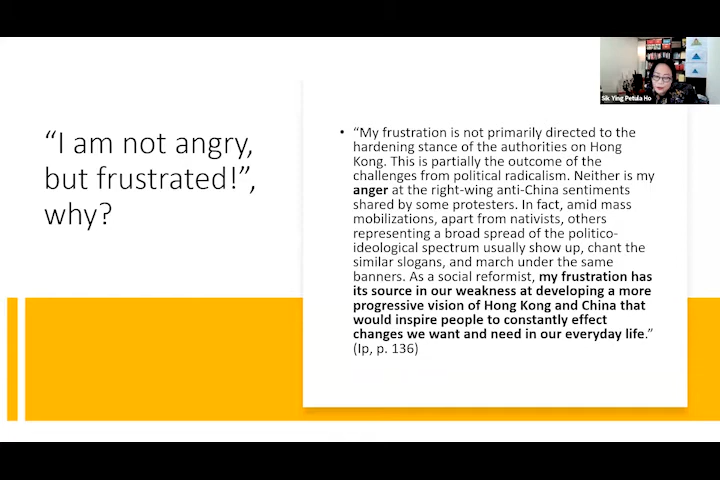 “I am not angry,
but frustrated!”,
why?
• “My frustration is not primarily directed to the
hardening stance of the authorities on Hong
Kong. This is partially the outcome of the
challenges from political radicalism. Neither is my
anger at the right-wing anti-China sentiments
shared by some protesters. In fact, amid mass
mobilizations, apart from nativists, others
representing a broad spread of the politico-
ideological spectrum usually show up, chant the
similar slogans, and march under the same
banners. As a social reformist, my frustration has
its source in our weakness at developing a more
progressive vision of Hong Kong and China that
would inspire people to constantly effect
changes we want and need in our everyday life.”
(Ip, p. 136)
Sik Ying Petula Ho